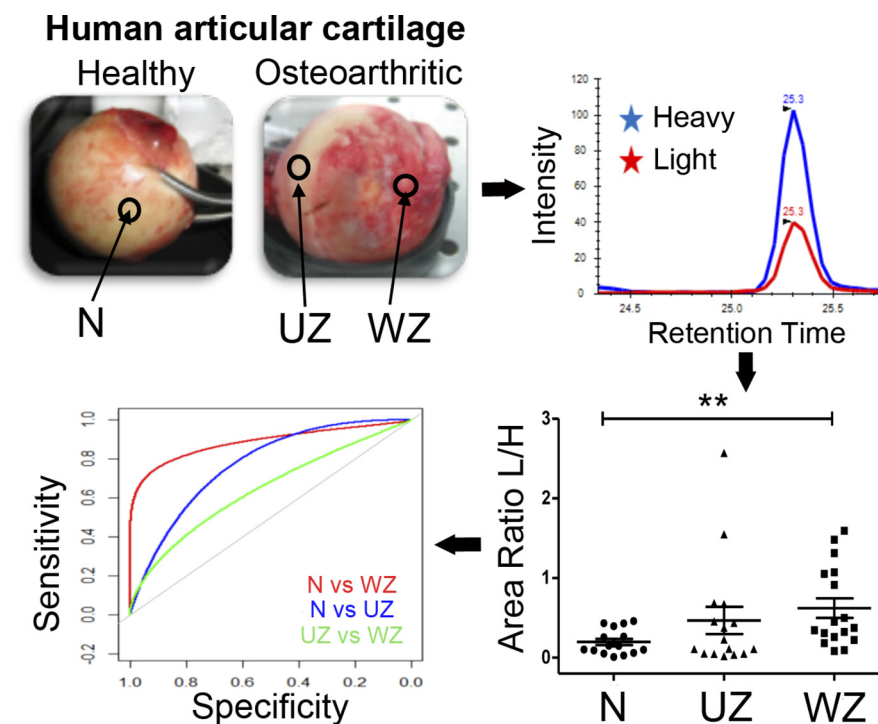 Human articular cartilage
Healthy
Osteoarthritic
N
UZ
WZ
Intensity
120
100
80
60
40
20
0
25.3
25.3
Heavy
Light
24.5
25.0
25.5
Retention Time
**
Area Ratio L/H
3
2
1
0
N
UZ
WZ
Sensitivity
1.0
0.8
0.6
0.4
0.2
0.0
-0.2
N vs WZ
N vs UZ
UZ vs WZ
1.0
0.8
0.6
0.4
0.2
0.0
Specificity